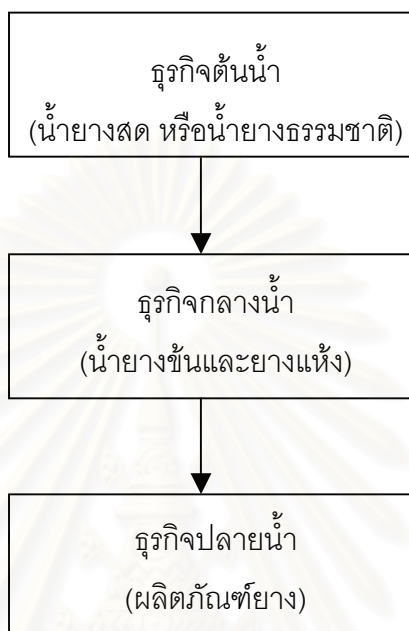 ธุรกิจต้นน้ำ
(น้ำยางสด หรือน้ำยางธรรมชาติ)
ธุรกิจกลางน้ำ
(น้ำยางข้นและยางแห้ง)
ธุรกิจปลายน้ำ
(ผลิตภัณฑ์ยาง)